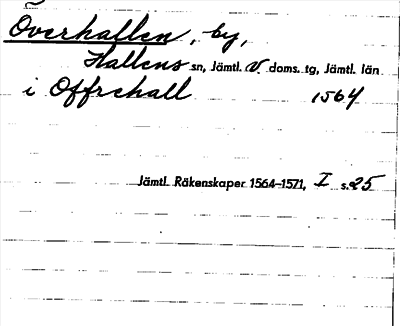 Överhallen, by,
Hallens sn, Jämtl. V. doms. tg, Jämtl. län
i Offrehall 1564
Jämtl. Räkenskaper 1564–1571, I s. 25